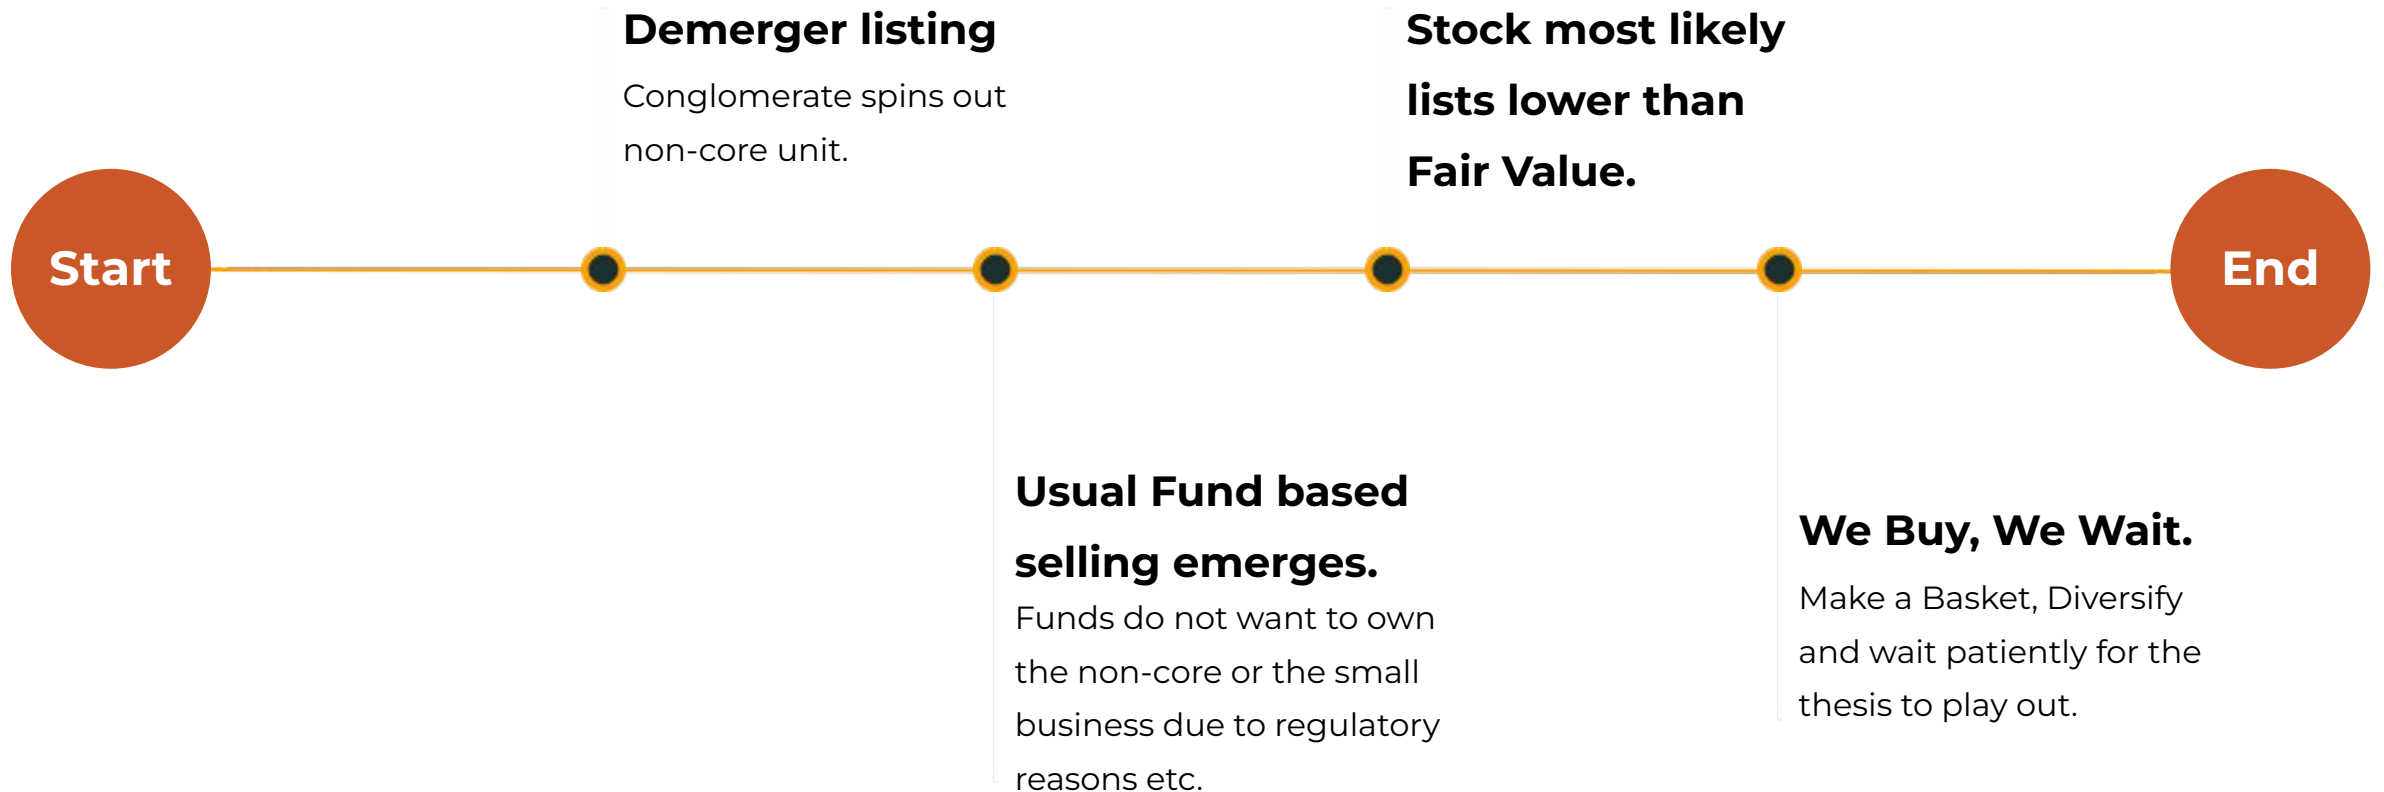 Start
Demerger listing
Conglomerate spins out
non-core unit.
Usual Fund based
selling emerges.
Funds do not want to own
the non-core or the small
business due to regulatory
reasons etc.
Stock most likely
lists lower than
Fair Value.
We Buy, We Wait.
Make a Basket, Diversify
and wait patiently for the
thesis to play out.
End